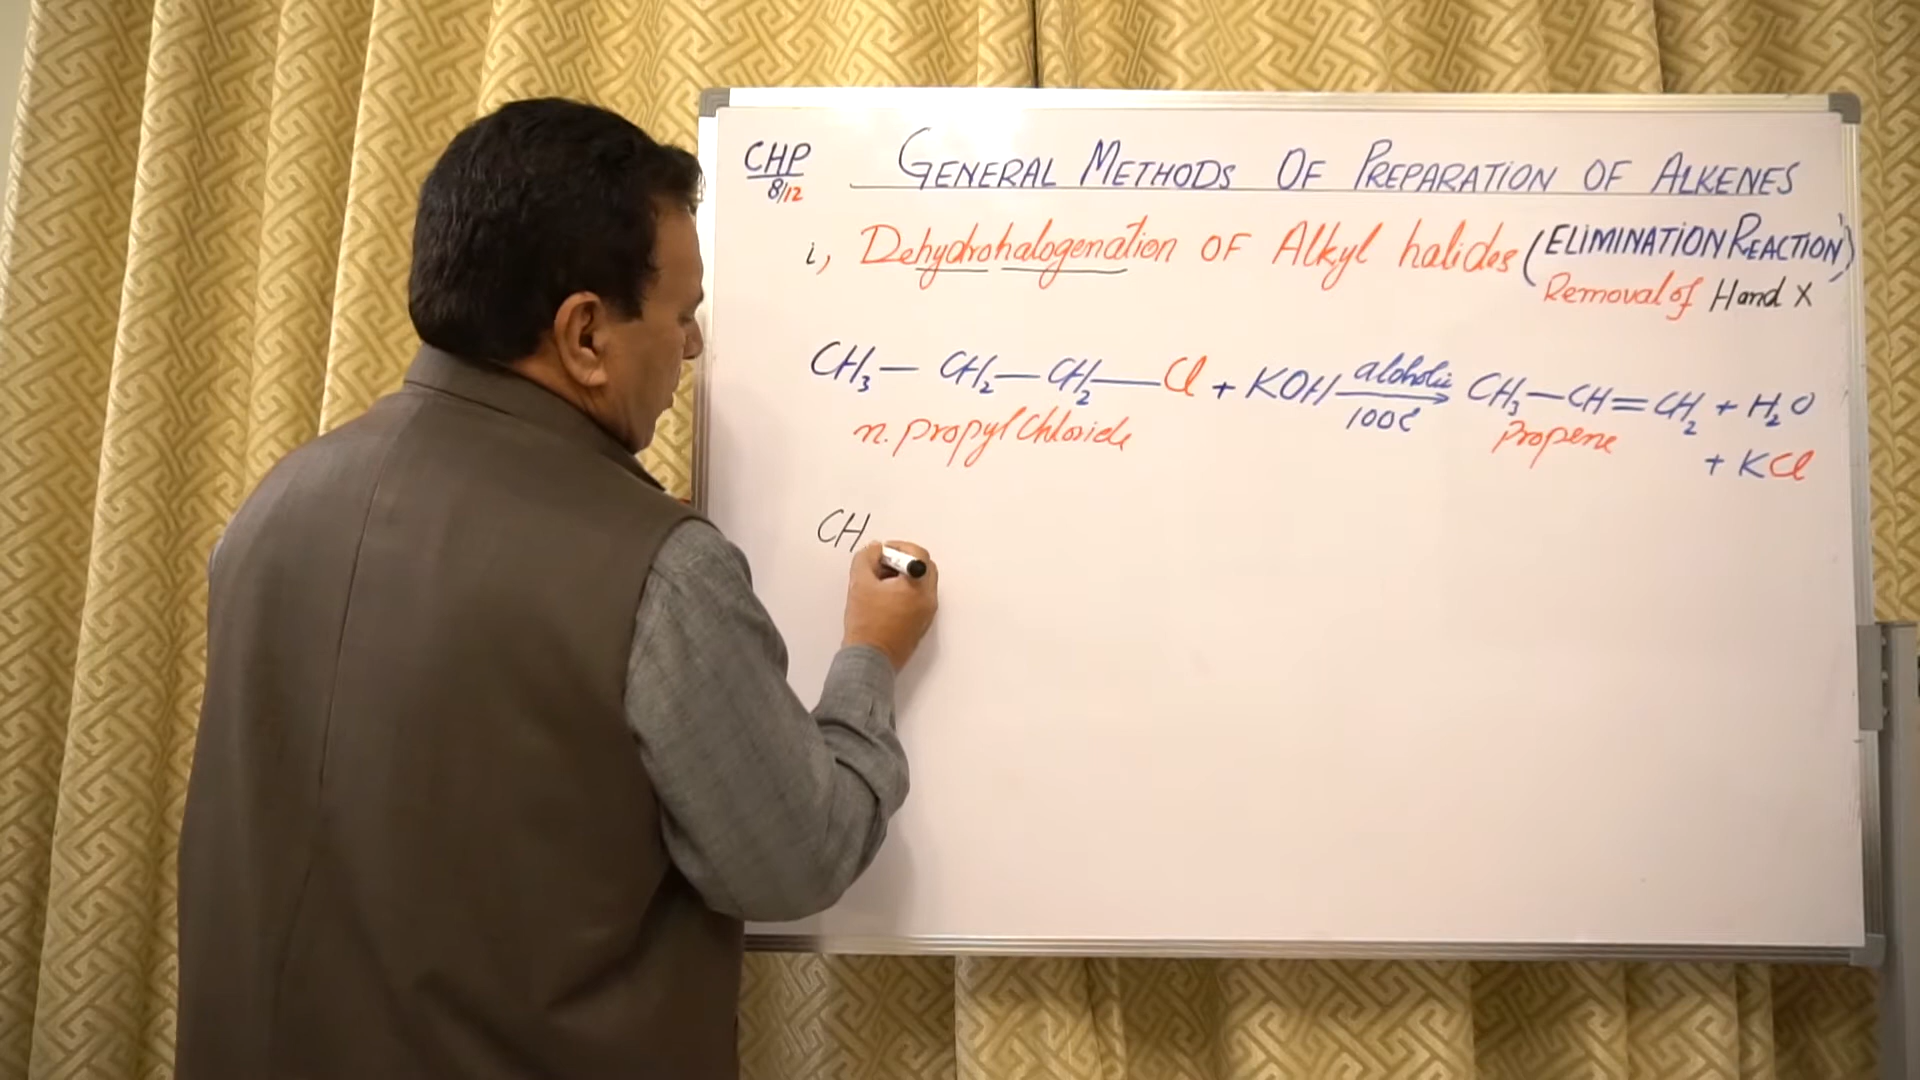 CHP 8/12 GENERAL METHODS OF PREPARATION OF ALKENES
i, Dehydrohalogenation OF Alkyl halides (ELIMINATION REACTION)
Removal of H and X
CH3— CH2—CH2—Cl + KOH alcoholic 100c → CH3—CH=CH2 + H2O
n. propyl Chloride Propene + KCl
CH